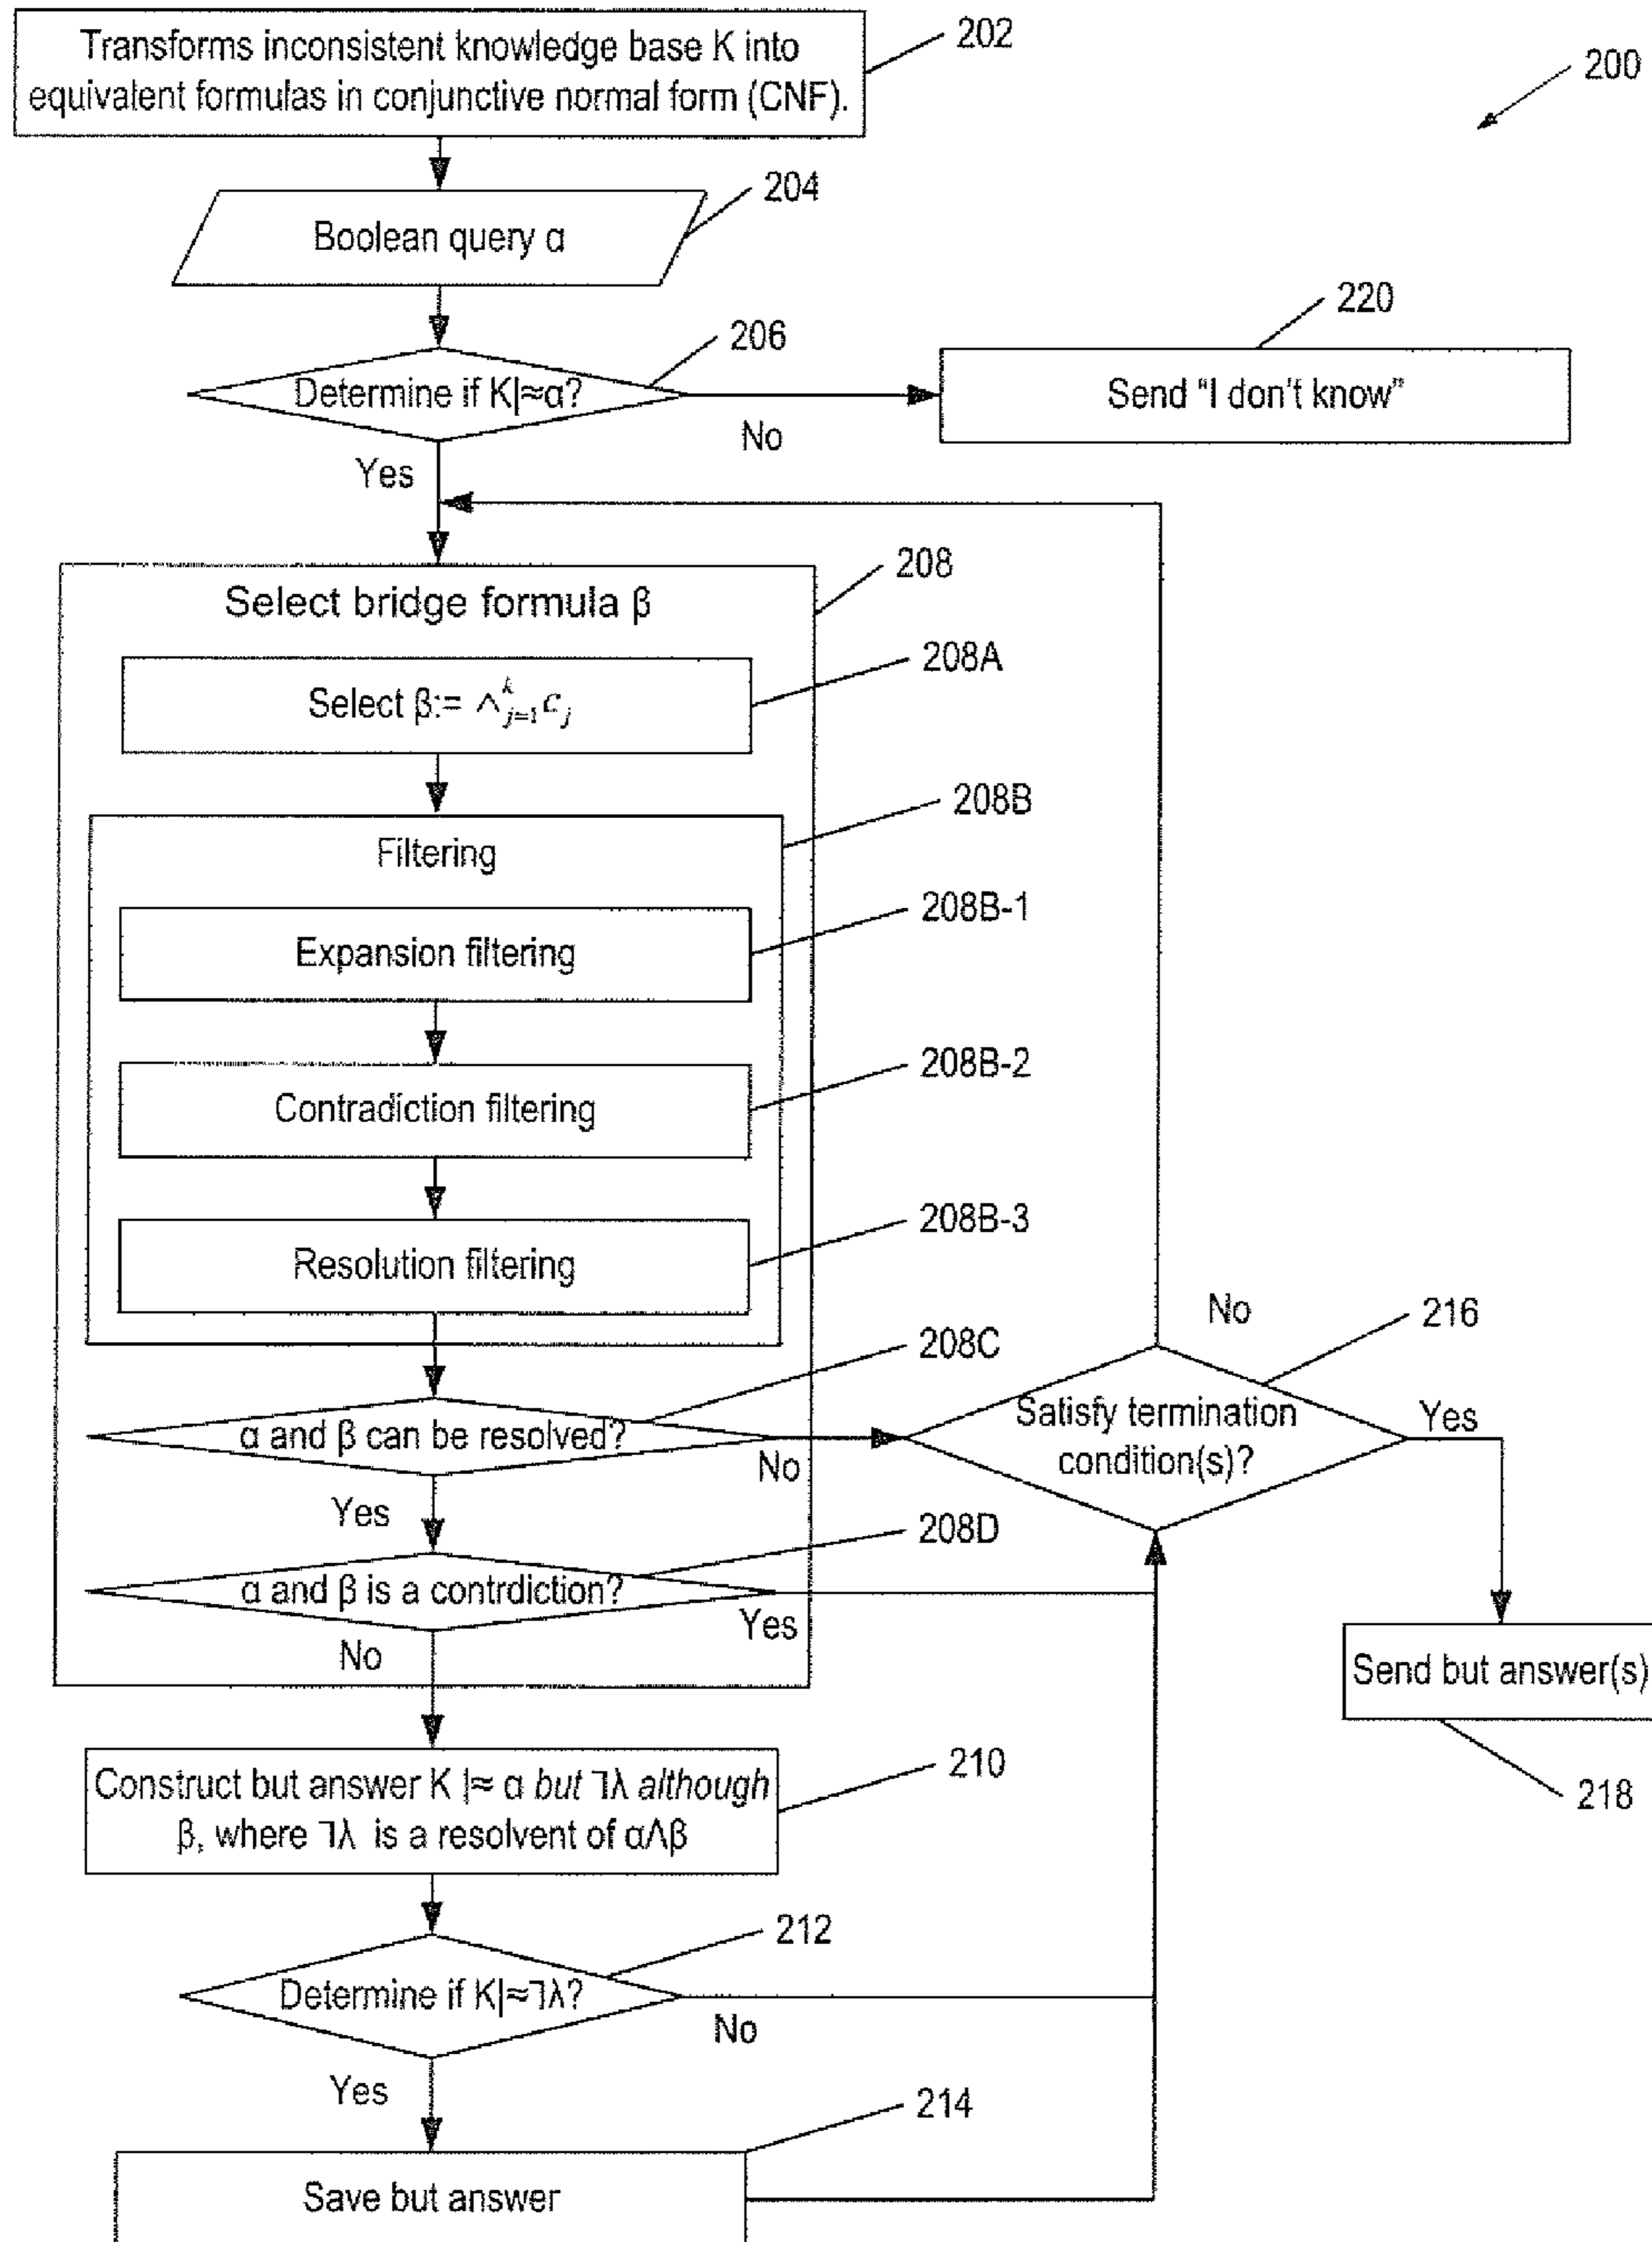 Transforms inconsistent knowledge base K into
equivalent formulas in conjunctive normal form (CNF).
202
200
Boolean query α
204
Determine if K|≈α?
206
No
Yes
Send “I don't know”
220
Select bridge formula β
208
Select β:= ∧ᵏⱼ₌₁ cⱼ
208A
Filtering
208B
Expansion filtering
208B-1
Contradiction filtering
208B-2
Resolution filtering
208B-3
α and β can be resolved?
208C
No
Yes
Satisfy termination
condition(s)?
216
No
Yes
α and β is a contrdiction?
208D
Yes
No
Send but answer(s)
218
Construct but answer K |≈ α but ⅂λ although
β, where ⅂λ is a resolvent of α∧β
210
Determine if K|≈⅂λ?
212
No
Yes
Save but answer
214